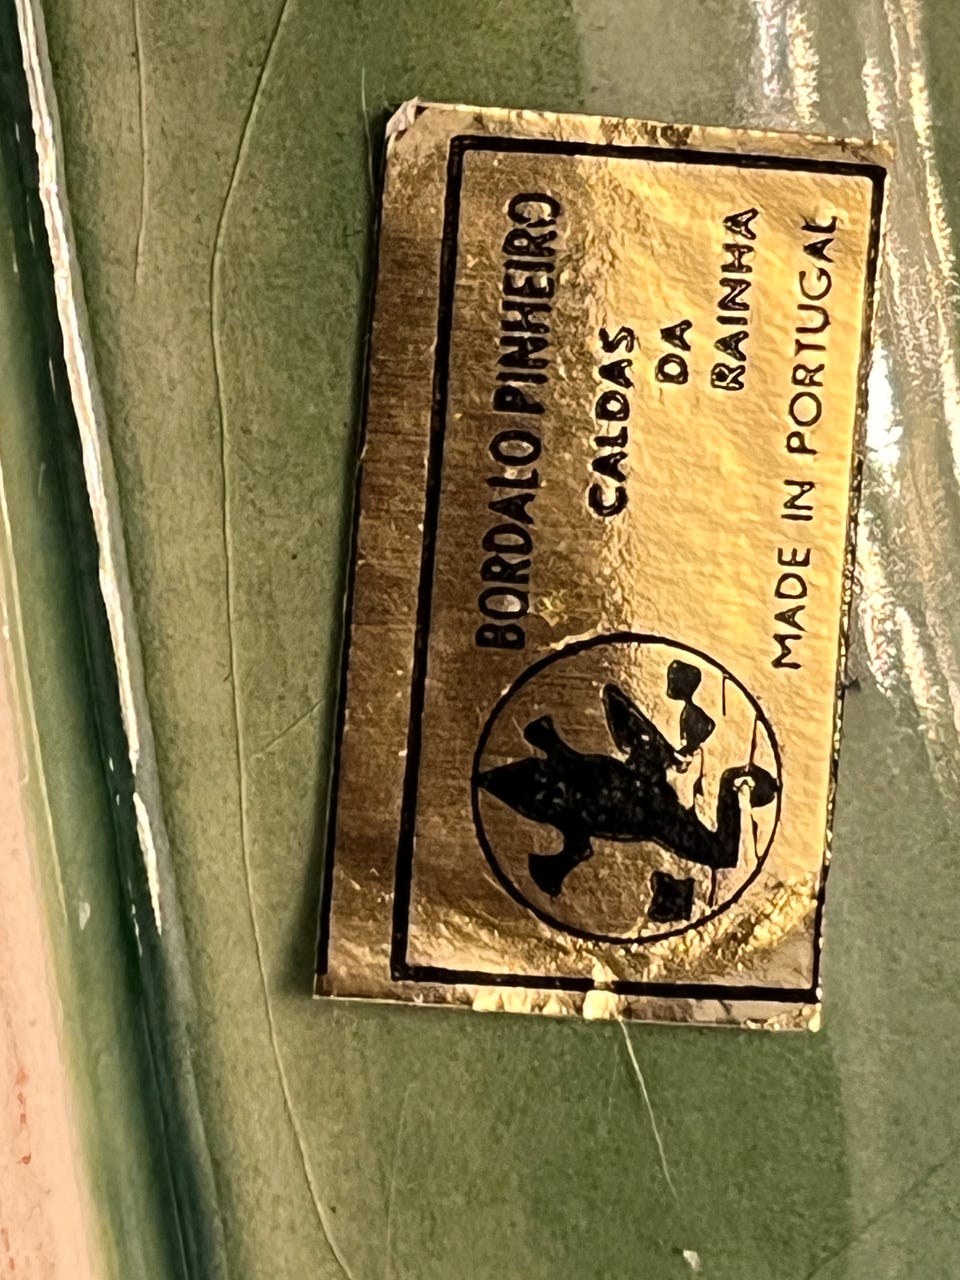 BORDALO PINHEIRO
CALDAS
DA
RAINHA
MADE IN PORTUGAL